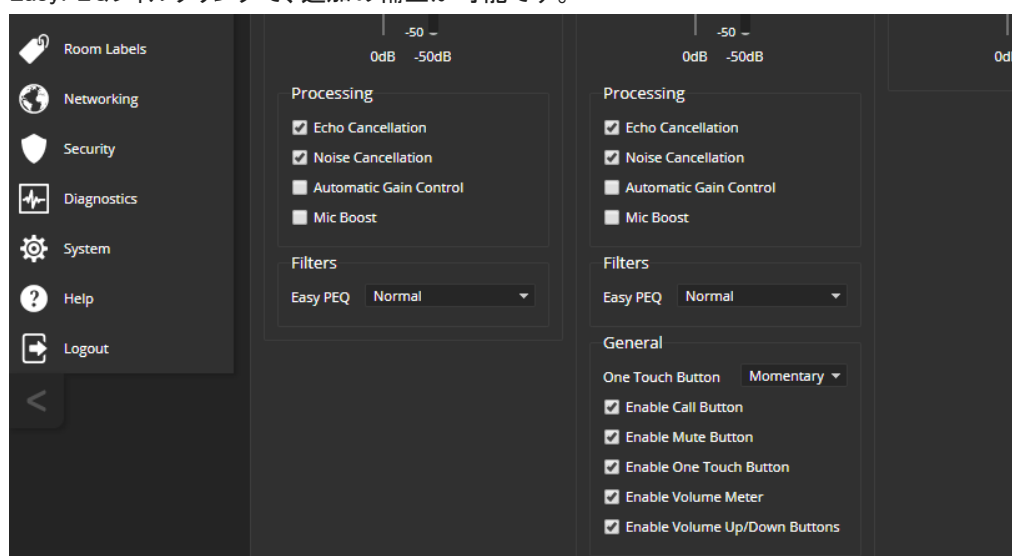 Room Labels
Networking
Security
Diagnostics
System
Help
Logout
<
-50
0dB -50dB
Processing
Echo Cancellation
Noise Cancellation
Automatic Gain Control
Mic Boost
Filters
Easy PEQ Normal
-50
0dB -50dB
Processing
Echo Cancellation
Noise Cancellation
Automatic Gain Control
Mic Boost
Filters
Easy PEQ Normal
General
One Touch Button Momentary
Enable Call Button
Enable Mute Button
Enable One Touch Button
Enable Volume Meter
Enable Volume Up/Down Buttons